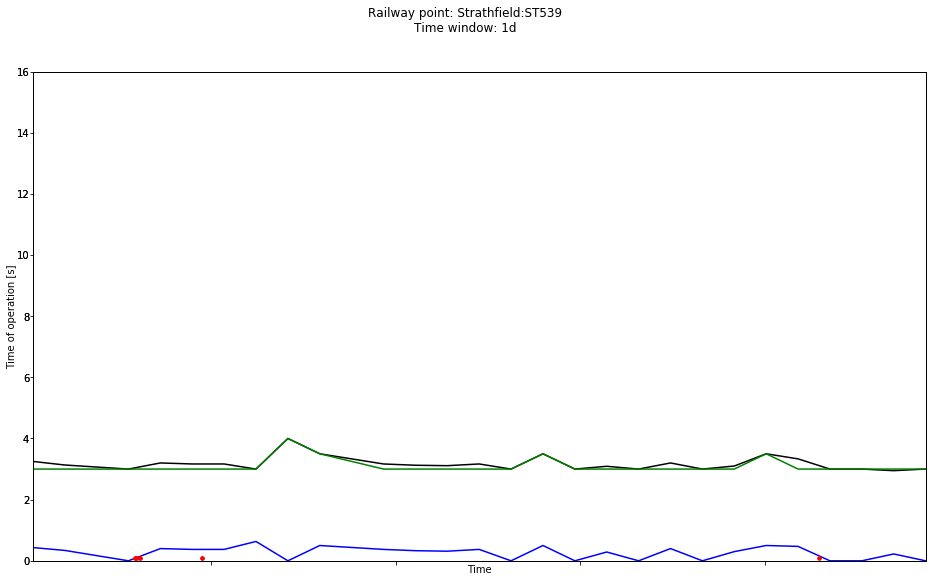 Railway point: Strathfield:ST539
Time window: 1d
16
14
12
10
8
6
4
2
0
Time of operation [s]
Time